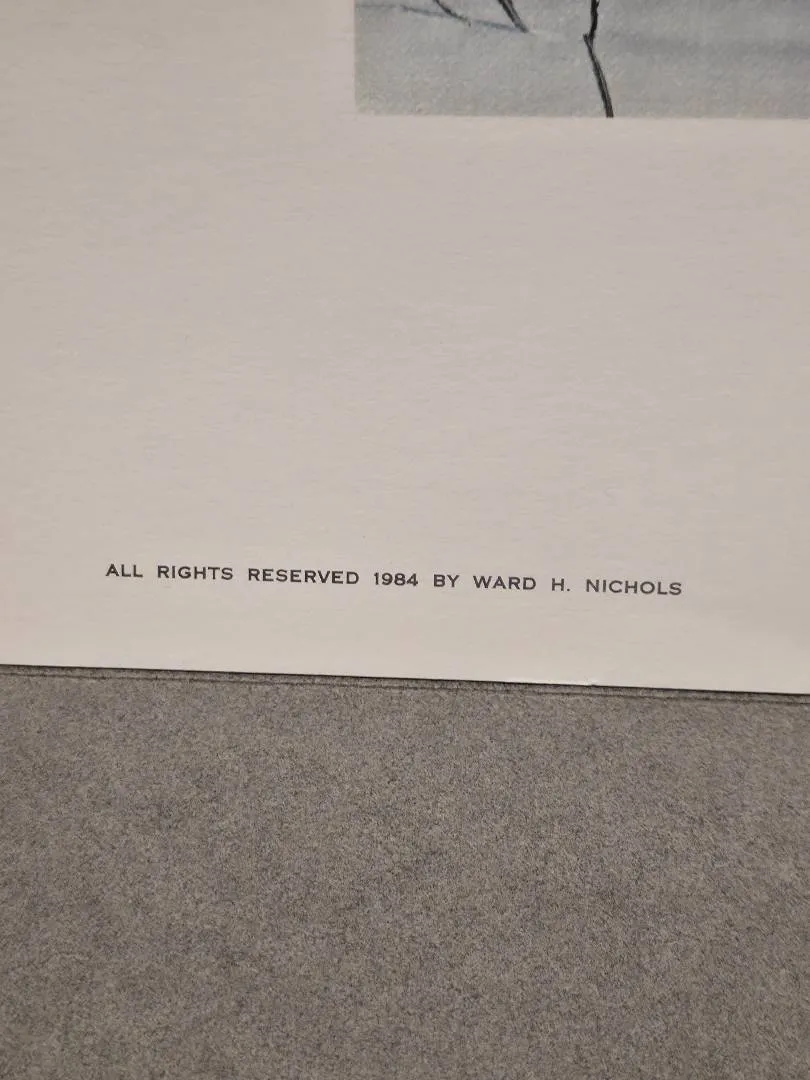 ALL RIGHTS RESERVED 1984 BY WARD H. NICHOLS